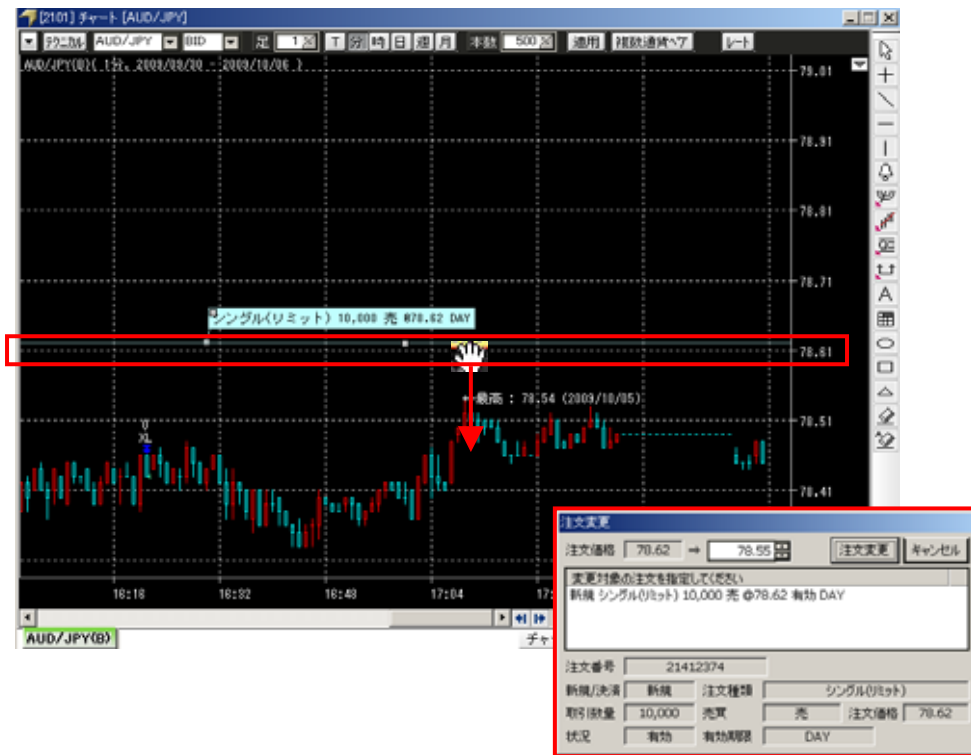 [2101] チャート [AUD/JPY]
テクニカル AUD/JPY BID 足 1 T 分 時 日 週 月 本数 500 適用 複数通貨ペア レート
AUD/JPY(B)( 1分, 2009/09/30 - 2009/10/06 )
79.01
78.91
78.81
78.71
シングル(リミット) 10,000 売 @78.62 DAY
78.61
最高 : 78.54 (2009/10/05)
78.51
78.41
16:16 16:32 16:48 17:04
AUD/JPY(B)
注文変更
注文価格 78.62 → 78.55 注文変更 キャンセル
変更対象の注文を指定してください
新規 シングル(リミット) 10,000 売 @78.62 有効 DAY
注文番号 21412374
新規/決済 新規 注文種類 シングル(リミット)
取引数量 10,000 売買 売 注文価格 78.62
状況 有効 有効期限 DAY